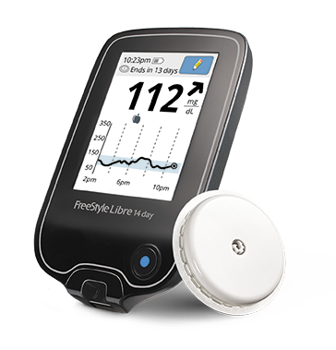 10:23pm
Ends in 13 days
112 mg
dL
350
250
150
50
2pm 6pm 10pm
FreeStyle Libre 14 day